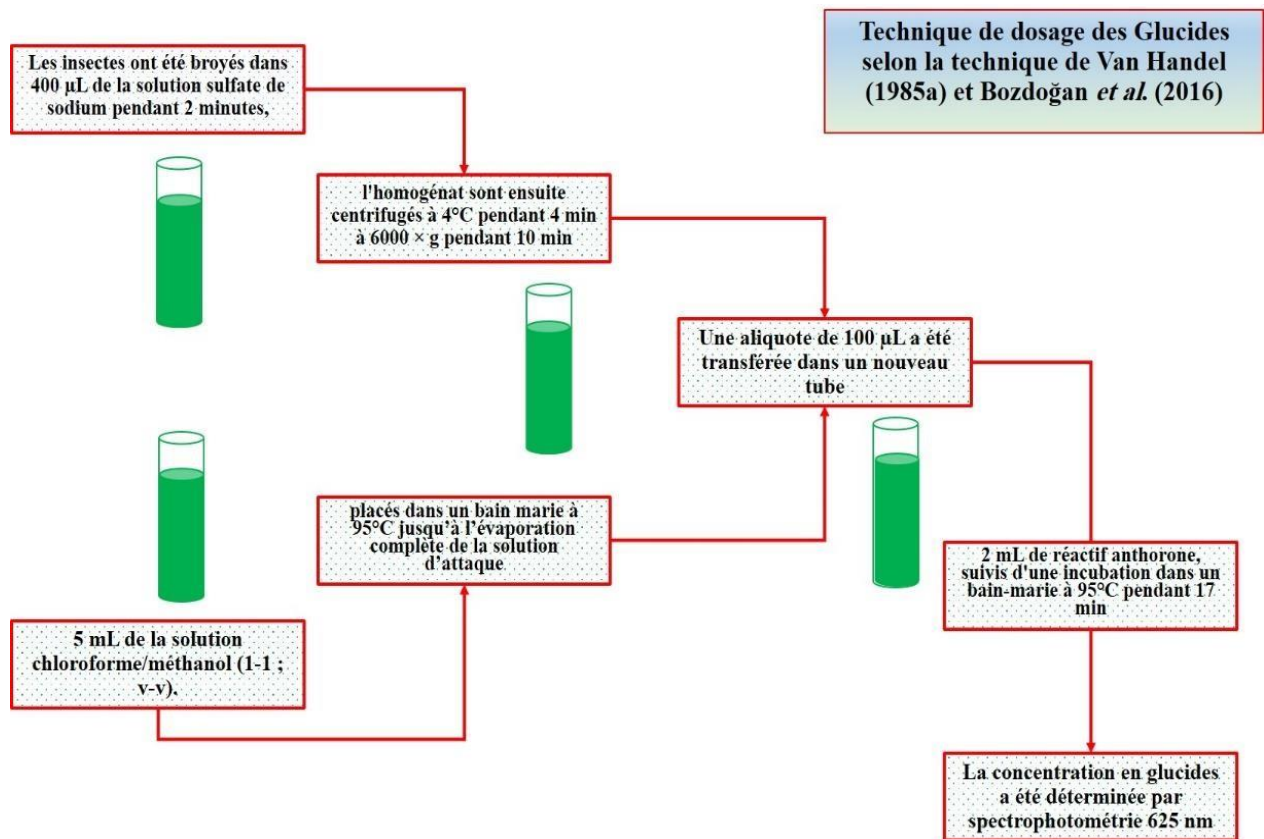 Technique de dosage des Glucides
selon la technique de Van Handel
(1985a) et Bozdoğan et al. (2016)
Les insectes ont été broyés dans
400 µL de la solution sulfate de
sodium pendant 2 minutes,
l'homogénat sont ensuite
centrifugés à 4°C pendant 4 min
à 6000 × g pendant 10 min
Une aliquote de 100 µL a été
transférée dans un nouveau
tube
placés dans un bain marie à
95°C jusqu'à l'évaporation
complète de la solution
d'attaque
5 mL de la solution
chloroforme/méthanol (1-1 ;
v-v).
2 mL de réactif anthorone,
suivis d'une incubation dans un
bain-marie à 95°C pendant 17
min
La concentration en glucides
a été déterminée par
spectrophotométrie 625 nm